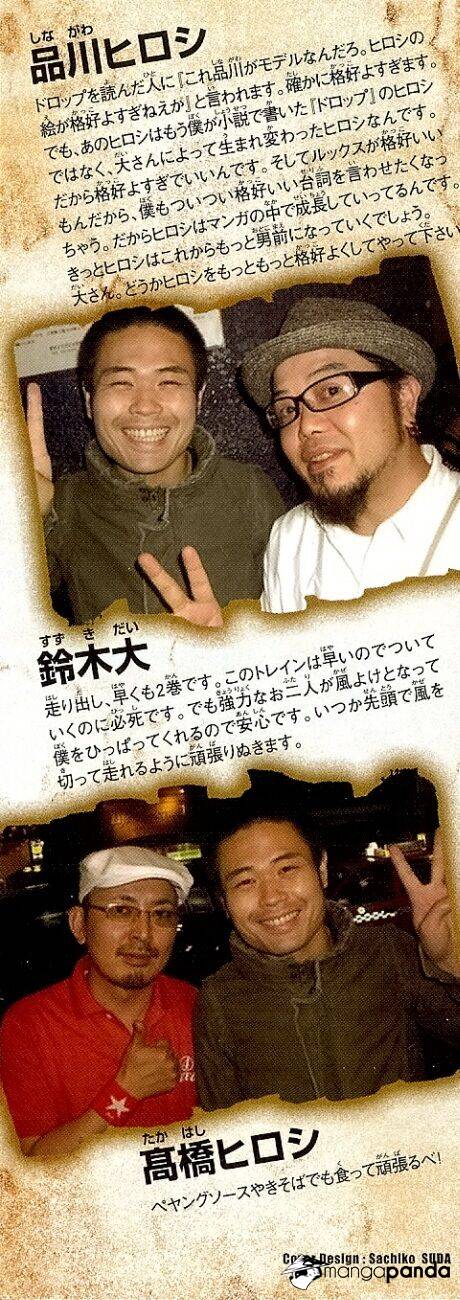 しながわ
品川ヒロシ
ドロップを読んだ人に『これ品川がモデルなんだろ。ヒロシの
絵が格好よすぎねえか』と言われます。確かに格好よすぎます。
でも、あのヒロシはもう僕が小説で書いた『ドロップ』のヒロシ
ではなく、大さんによって生まれ変わったヒロシなんです。
だから格好よすぎでいいんです。そしてルックスが格好いい
もんだから、僕もついつい格好いい台詞を言わせたくなっ
ちゃう。だからヒロシはマンガの中で成長していってるんです。
きっとヒロシはこれからもっと男前になっていくでしょう。
大さん。どうかヒロシをもっともっと格好よくしてやって下さい
すずきだい
鈴木大
走り出し、早くも2巻です。このトレインは早いのでついて
いくのに必死です。でも強力なお二人が風よけとなって
僕をひっぱってくれるので安心です。いつか先頭で風を
切って走れるように頑張りぬきます。
たかはし
髙橋ヒロシ
ペヤングソースやきそばでも食って頑張るべ!
Cover Design : Sachiko SUDA
mangapanda